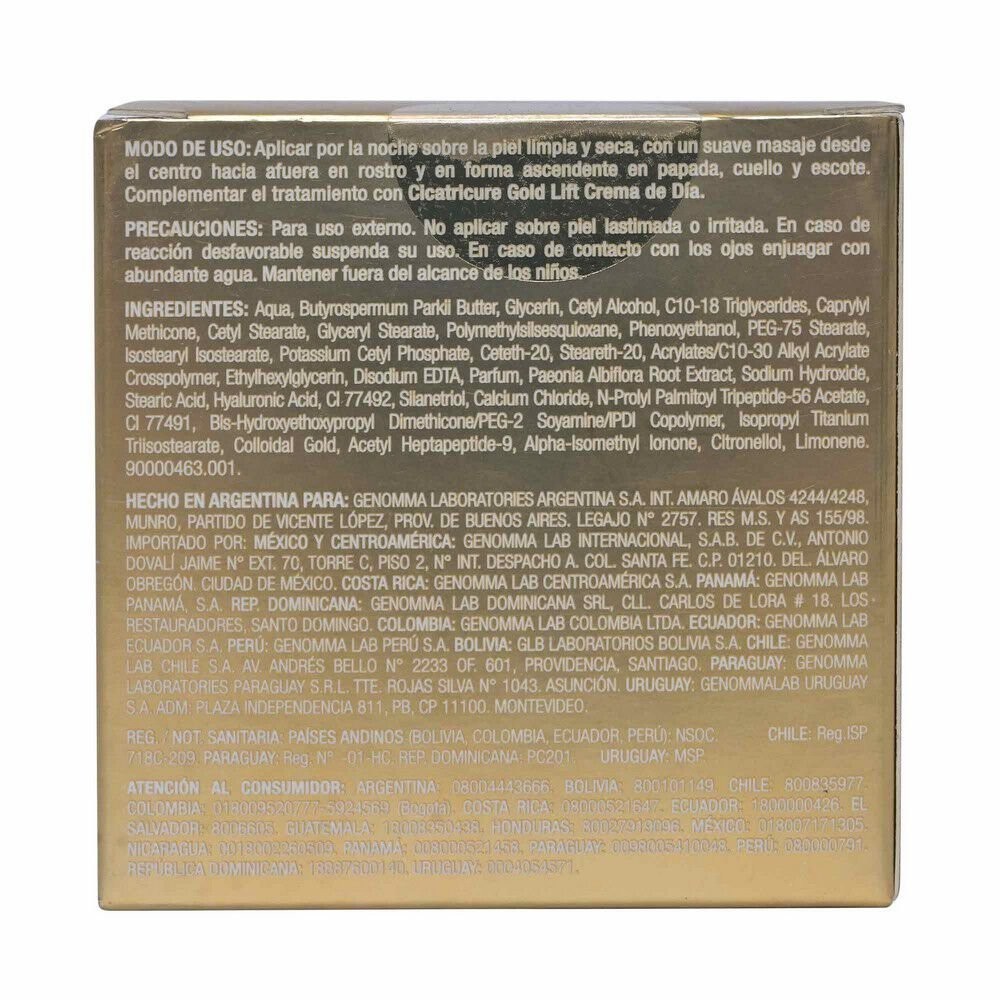 MODO DE USO: Aplicar por la noche sobre la piel limpia y seca, con un suave masaje desde
el centro hacia afuera en rostro y en forma ascendente en papada, cuello y escote.
Complementar el tratamiento con Cicatricure Gold Lift Crema de Día.
PRECAUCIONES: Para uso externo. No aplicar sobre piel lastimada o irritada. En caso de
reacción desfavorable suspenda su uso. En caso de contacto con los ojos enjuagar con
abundante agua. Mantener fuera del alcance de los niños.
INGREDIENTES: Aqua, Butyrospermum Parkii Butter, Glycerin, Cetyl Alcohol, C10-18 Triglycerides, Caprylyl
Methicone, Cetyl Stearate, Glyceryl Stearate, Polymethylsilsesquioxane, Phenoxyethanol, PEG-75 Stearate,
Isostearyl Isostearate, Potassium Cetyl Phosphate, Ceteth-20, Steareth-20, Acrylates/C10-30 Alkyl Acrylate
Crosspolymer, Ethylhexylglycerin, Disodium EDTA, Parfum, Paeonia Albiflora Root Extract, Sodium Hydroxide,
Stearic Acid, Hyaluronic Acid, CI 77492, Silanetriol, Calcium Chloride, N-Prolyl Palmitoyl Tripeptide-56 Acetate,
CI 77491, Bis-Hydroxyethoxypropyl Dimethicone/PEG-2 Soyamine/IPDI Copolymer, Isopropyl Titanium
Triisostearate, Colloidal Gold, Acetyl Heptapeptide-9, Alpha-Isomethyl Ionone, Citronellol, Limonene.
90000463.001.
HECHO EN ARGENTINA PARA: GENOMMA LABORATORIES ARGENTINA S.A. INT. AMARO ÁVALOS 4244/4248,
MUNRO, PARTIDO DE VICENTE LÓPEZ, PROV. DE BUENOS AIRES. LEGAJO N° 2757. RES M.S. Y AS 155/98.
IMPORTADO POR: MÉXICO Y CENTROAMÉRICA: GENOMMA LAB INTERNACIONAL, S.A.B. DE C.V., ANTONIO
DOVALÍ JAIME N° EXT. 70, TORRE C, PISO 2, N° INT. DESPACHO A. COL. SANTA FE. C.P. 01210. DEL. ÁLVARO
OBREGÓN. CIUDAD DE MÉXICO. COSTA RICA: GENOMMA LAB CENTROAMÉRICA S.A. PANAMÁ: GENOMMA LAB
PANAMÁ, S.A. REP. DOMINICANA: GENOMMA LAB DOMINICANA SRL, CLL. CARLOS DE LORA # 18. LOS
RESTAURADORES, SANTO DOMINGO. COLOMBIA: GENOMMA LAB COLOMBIA LTDA. ECUADOR: GENOMMA LAB
ECUADOR S.A. PERÚ: GENOMMA LAB PERÚ S.A. BOLIVIA: GLB LABORATORIOS BOLIVIA S.A. CHILE: GENOMMA
LAB CHILE S.A. AV. ANDRÉS BELLO N° 2233 OF. 601, PROVIDENCIA, SANTIAGO. PARAGUAY: GENOMMA
LABORATORIES PARAGUAY S.R.L. TTE. ROJAS SILVA N° 1043. ASUNCIÓN. URUGUAY: GENOMMALAB URUGUAY
S.A. ADM: PLAZA INDEPENDENCIA 811, PB, CP 11100. MONTEVIDEO.
REG. / NOT. SANITARIA: PAÍSES ANDINOS (BOLIVIA, COLOMBIA, ECUADOR, PERÚ): NSOC. CHILE: Reg.ISP
718C-209. PARAGUAY: Reg. N° -01-HC. REP. DOMINICANA: PC201 URUGUAY: MSP
ATENCIÓN AL CONSUMIDOR: ARGENTINA 08004443666. BOLIVIA: 800101149. CHILE: 800835977.
COLOMBIA: 018009520777-5924569 (Bogotá). COSTA RICA: 08000521647. ECUADOR: 1800000426. EL
SALVADOR: 8006605. GUATEMALA: HONDURAS: 80027919096. MÉXICO: 018007171305.
NICARAGUA: PANAMÁ: 008000521458. PARAGUAY: 0098005410048. PERÚ: 080000791.
REPÚBLICA DOMINICANA: 18887600140. URUGUAY: 0004054571.